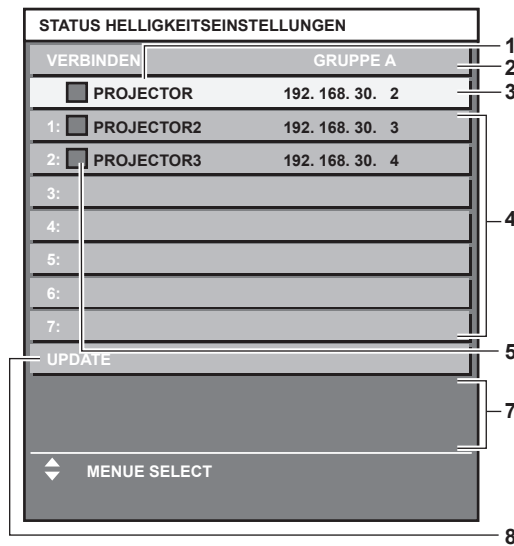 STATUS HELLIGKEITSEINSTELLUNGEN
VERBINDEN GRUPPE A
PROJECTOR 192. 168. 30. 2
1: PROJECTOR2 192. 168. 30. 3
2: PROJECTOR3 192. 168. 30. 4
3:
4:
5:
6:
7:
UPDATE
MENUE SELECT
1
2
3
4
5
7
8